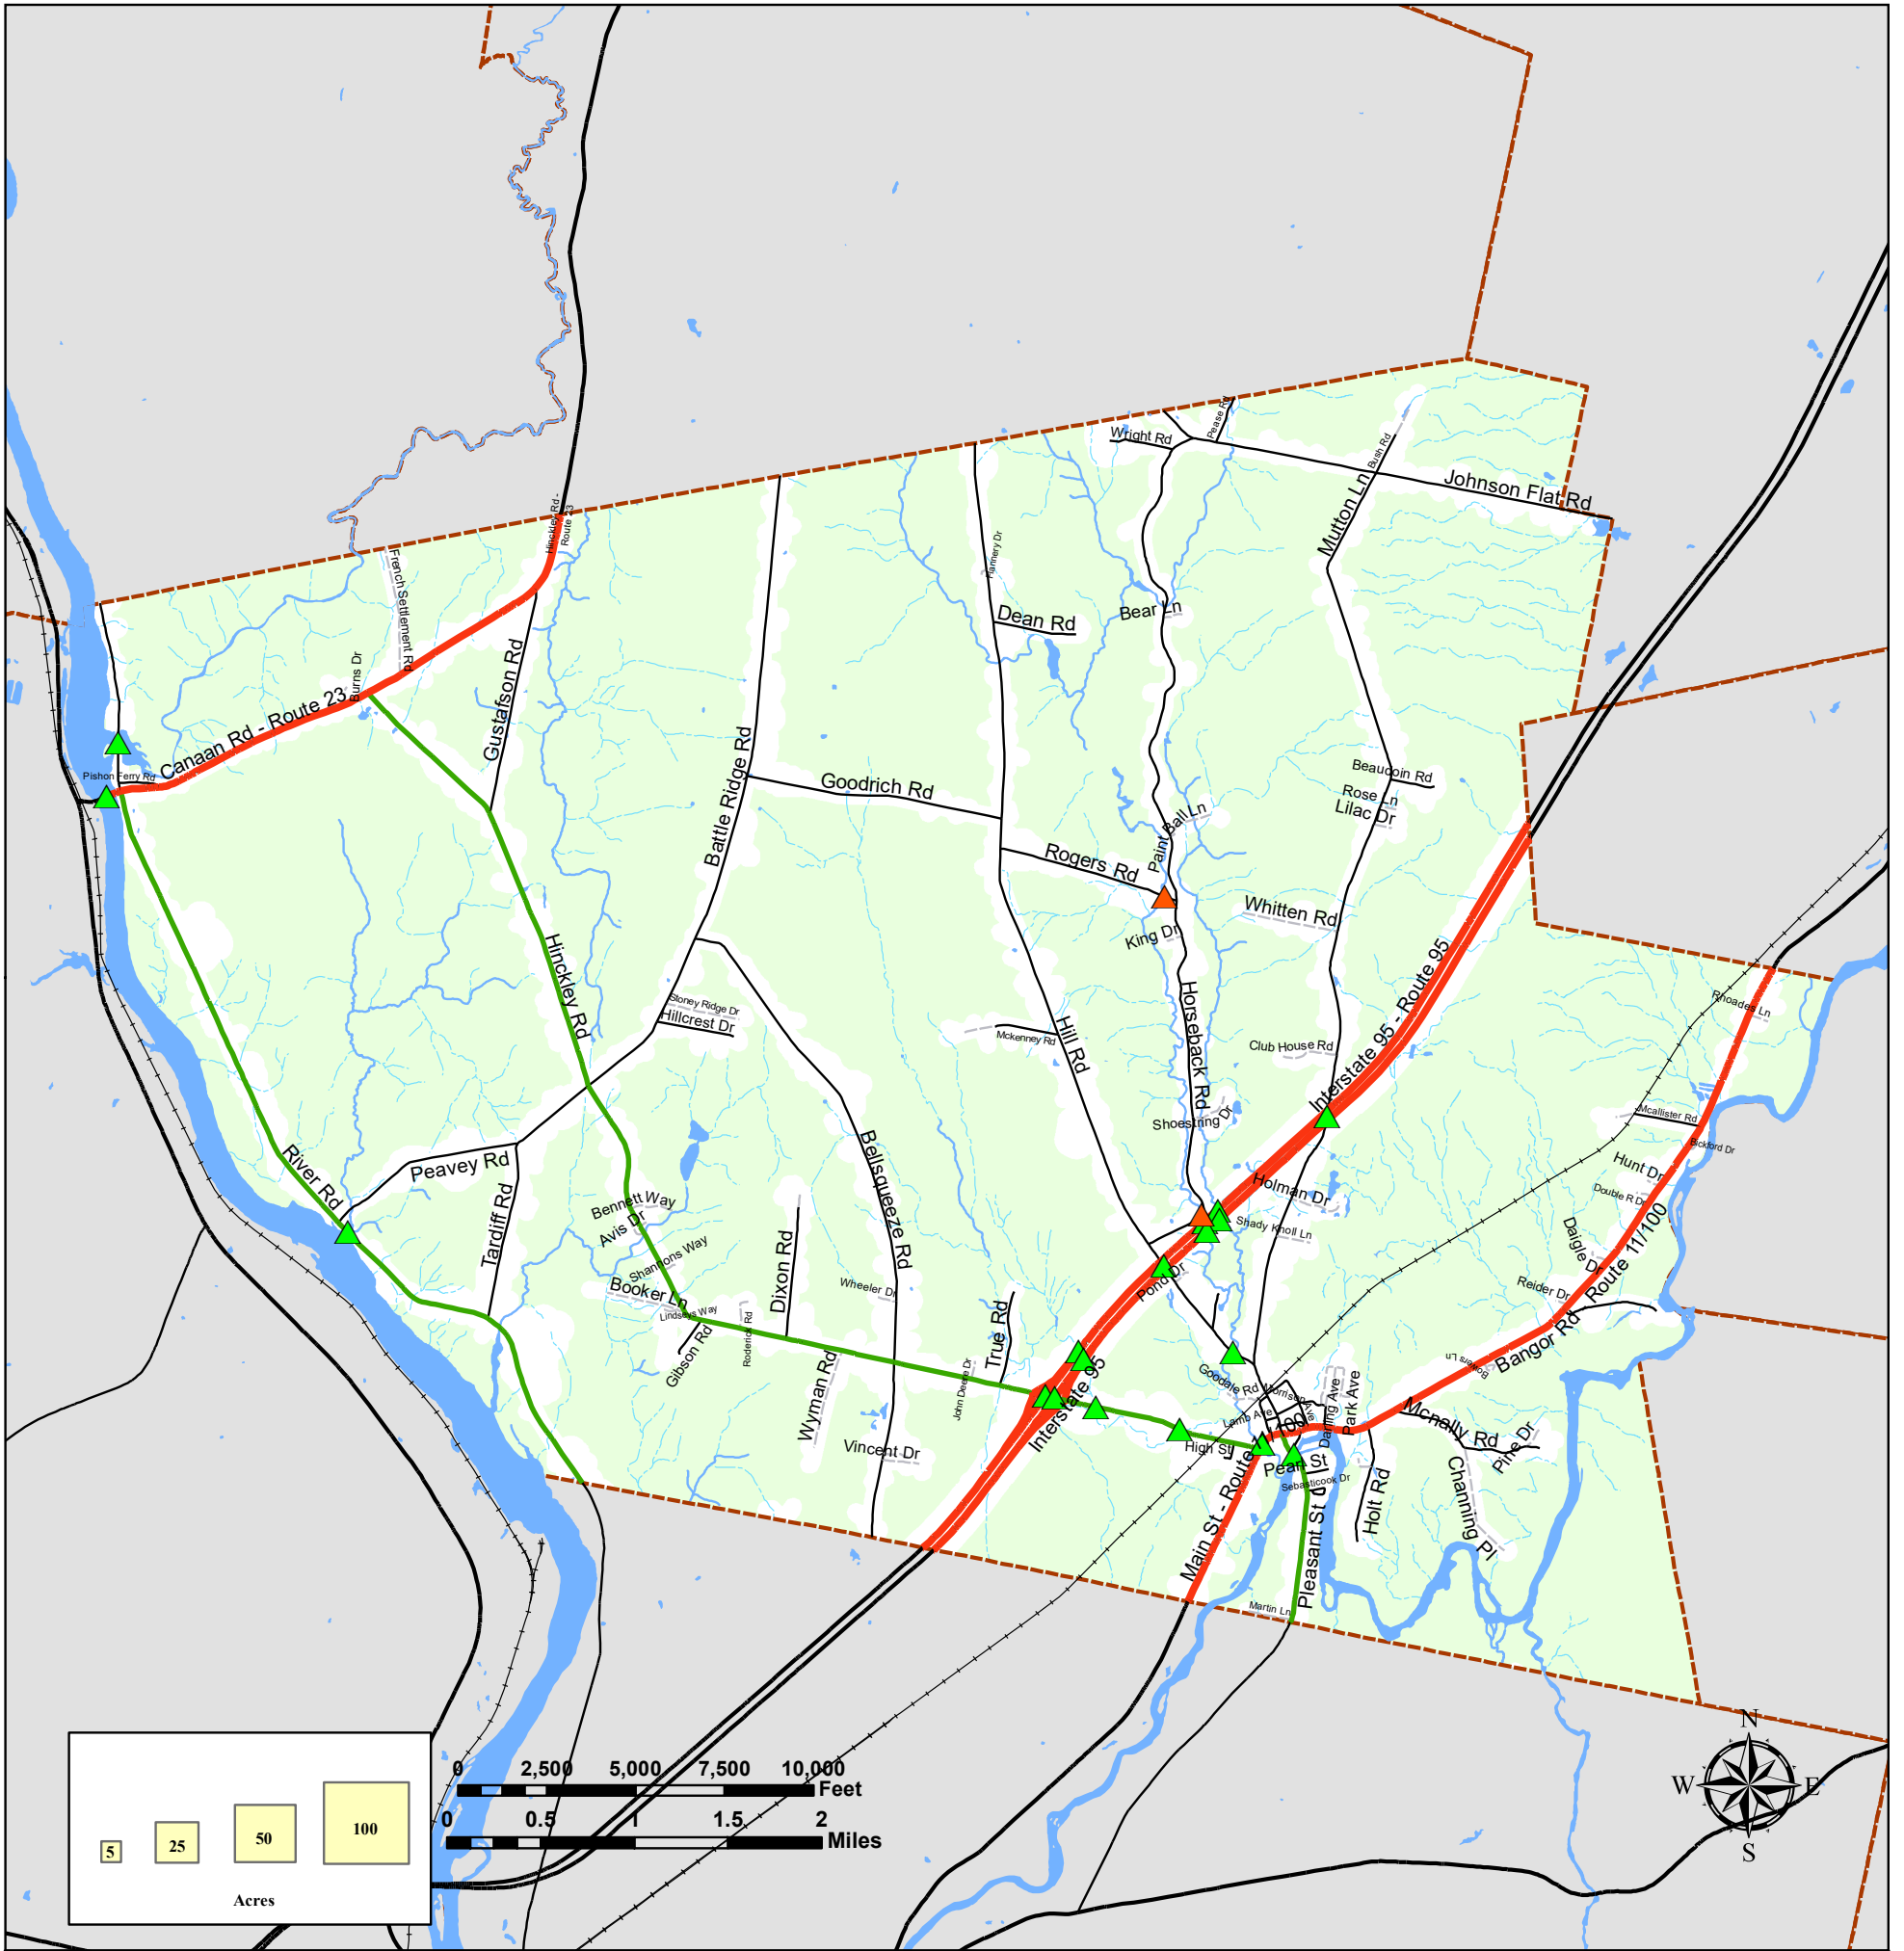 Pease Rd
Wright Rd
Bush Rd
Johnson Flat Rd
Mutton Ln
Hinckley Rd -
Route 23
French Settlement Rd
Flannery Dr
Dean Rd
Bear Ln
Burns Dr
Gustafson Rd
Canaan Rd - Route 23
Pishon Ferry Rd
Battle Ridge Rd
Goodrich Rd
Beaudoin Rd
Rose Ln
Lilac Dr
Paint Ball Ln
Rogers Rd
Whitten Rd
King Dr
Hinckley Rd
Stoney Ridge Dr
Hillcrest Dr
Mckenney Rd
Hill Rd
Horseback Rd
Club House Rd
Interstate 95 - Route 95
Rhoades Ln
Mcallister Rd
Bickford Dr
Shoestring Dr
Hunt Dr
Double R Dr
River Rd
Peavey Rd
Tardiff Rd
Bennett Way
Avis Dr
Shannons Way
Booker Ln
Lindseys Way
Gibson Rd
Roderick Rd
Dixon Rd
Bellsqueeze Rd
Wheeler Dr
Wyman Rd
Vincent Dr
John Deere Dr
True Rd
Pond Dr
Holman Dr
Shady Knoll Ln
Daigle Dr
Reider Dr
Bangor Rd
Route 11/100
Bowers Ln
Interstate 95
Goodale Rd
Morrison Ave
Lamb Ave
Darling Ave
Park Ave
High St
Pearl St
Sebasticook Dr
Mcnally Rd
Pine Dr
Channing Pl
Holt Rd
Main St - Route 11/100
Pleasant St
Martin Ln
0 2,500 5,000 7,500 10,000
Feet
0 0.5 1 1.5 2
Miles
5 25 50 100
Acres
N
W E
S